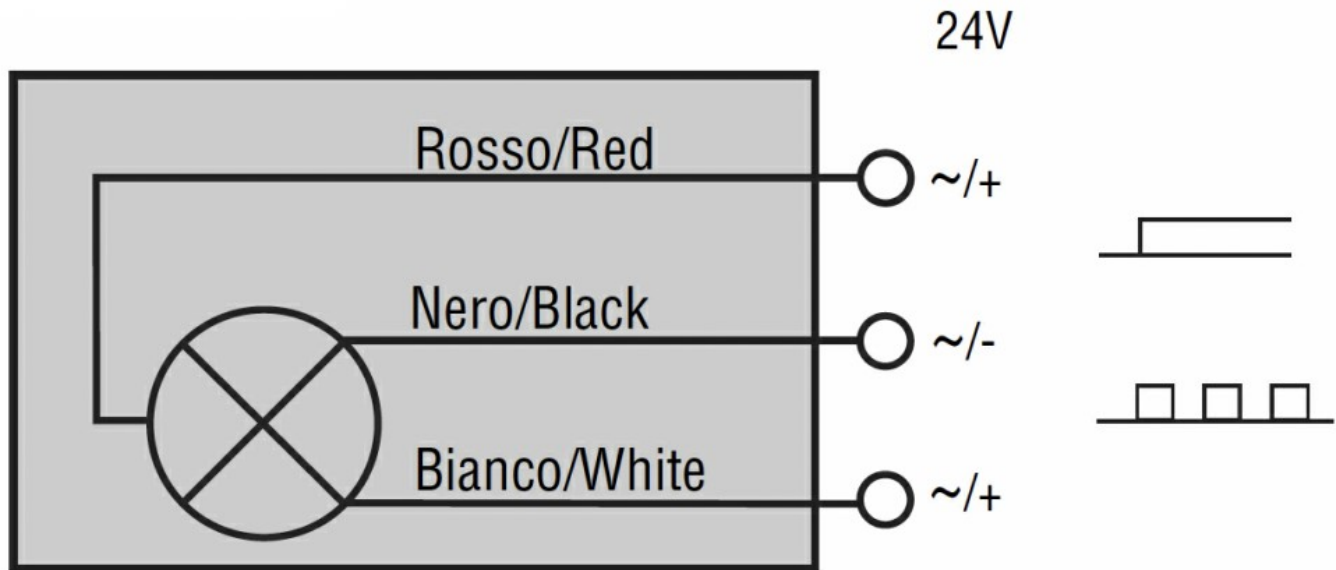 24V
Rosso/Red
~/+
Nero/Black
~/-
Bianco/White
~/+